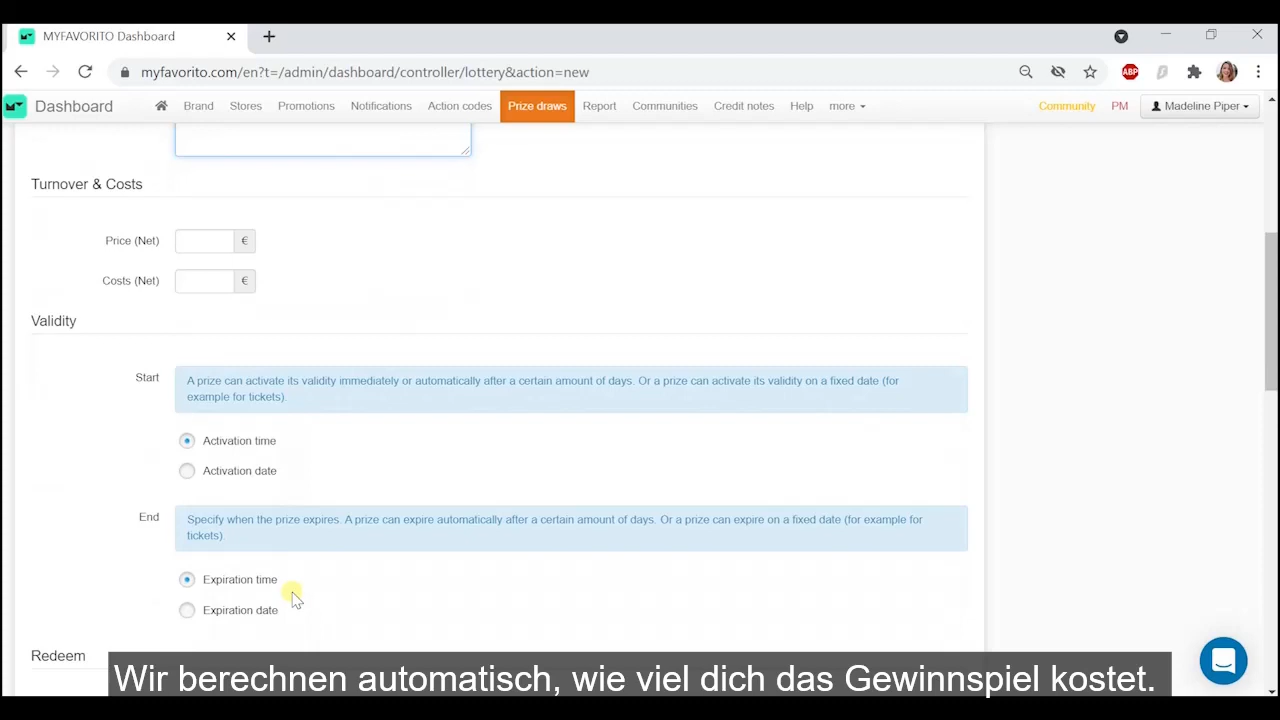 MYFAVORITO Dashboard
myfavorito.com/en?t=/admin/dashboard/controller/lottery&action=new
ABP
Dashboard Brand Stores Promotions Notifications Action codes Prize draws Report Communities Credit notes Help more Community PM Madeline Piper
Turnover & Costs
Price (Net) €
Costs (Net) €
Validity
Start
A prize can activate its validity immediately or automatically after a certain amount of days. Or a prize can activate its validity on a fixed date (for
example for tickets).
Activation time
Activation date
End
Specify when the prize expires. A prize can expire automatically after a certain amount of days. Or a prize can expire on a fixed date (for example for
tickets).
Expiration time
Expiration date
Redeem
Wir berechnen automatisch, wie viel dich das Gewinnspiel kostet.